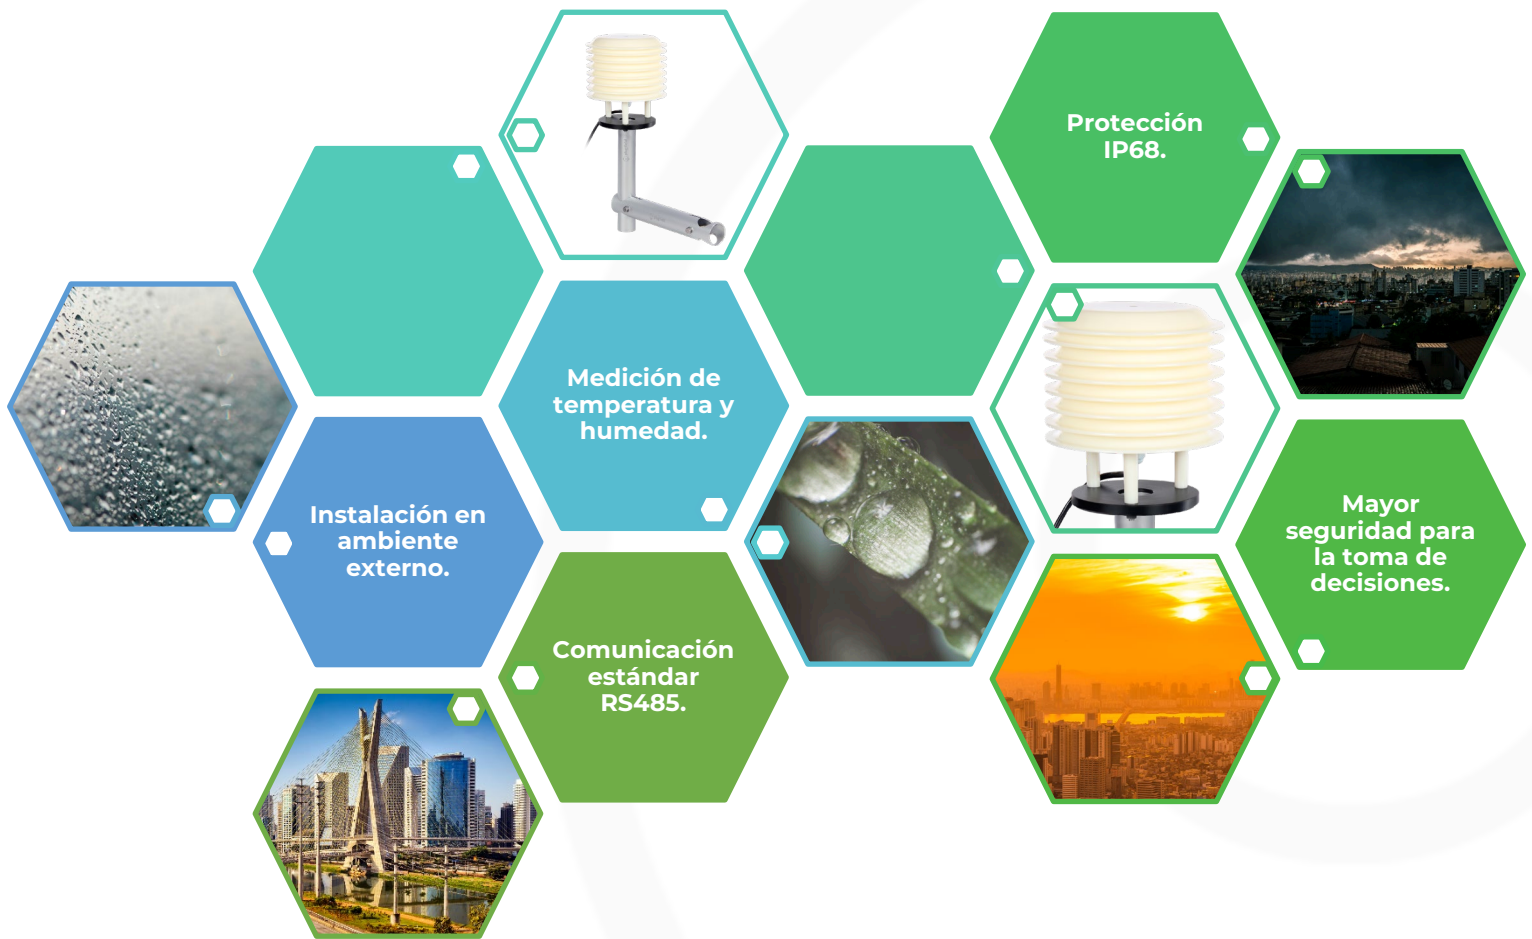 Protección
IP68.
Medición de
temperatura y
humedad.
Instalación en
ambiente
externo.
Mayor
seguridad para
la toma de
decisiones.
Comunicación
estándar
RS485.